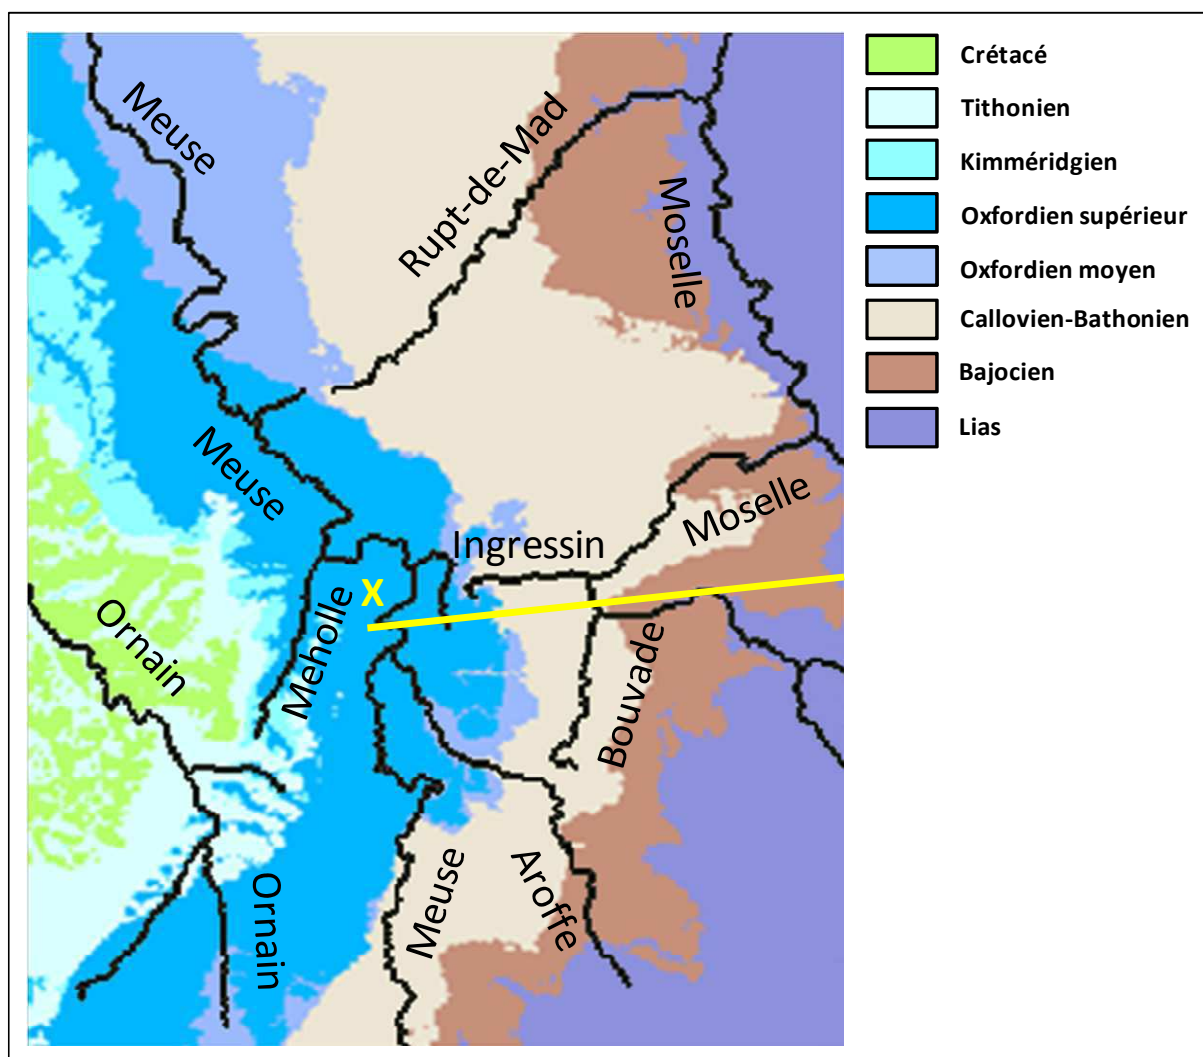 Meuse
Rupt-de-Mad
Moselle
Meuse
Ingressin
Moselle
X
Meholle
Ornain
Bouvade
Ornain
Meuse
Aroffe
Crétacé
Tithonien
Kimméridgien
Oxfordien supérieur
Oxfordien moyen
Callovien-Bathonien
Bajocien
Lias